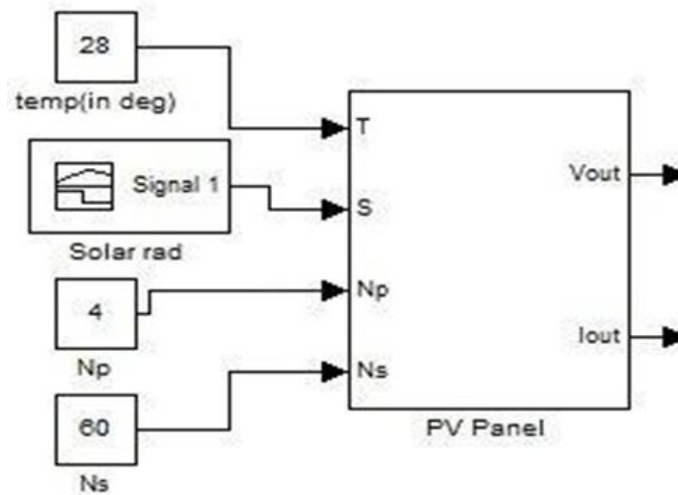 28
temp(in deg)
Signal 1
Solar rad
4
Np
60
Ns
T
S
Np
Ns
Vout
Iout
PV Panel